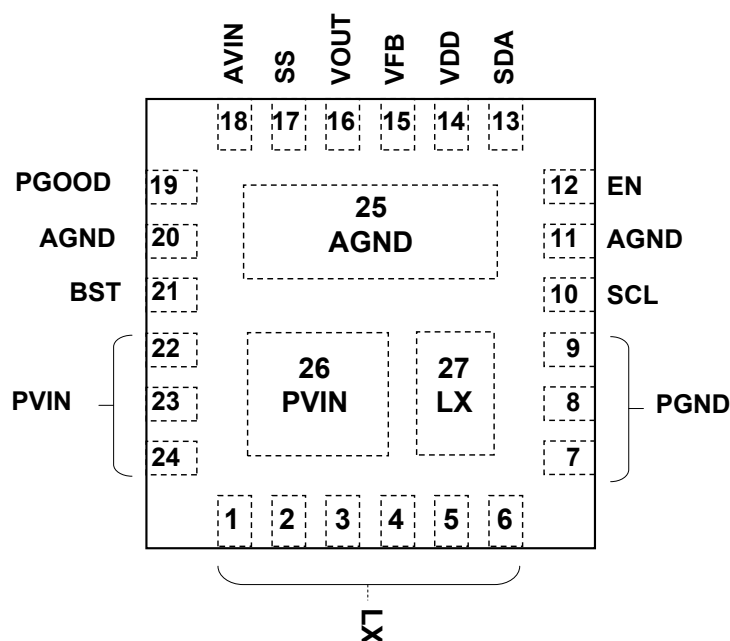 AVIN SS VOUT VFB VDD SDA
18 17 16 15 14 13
PGOOD 19 12 EN
25
AGND
AGND 20 11 AGND
BST 21 10 SCL
22 9
26
PVIN
27
LX
PVIN 23 8 PGND
24 7
1 2 3 4 5 6
LX